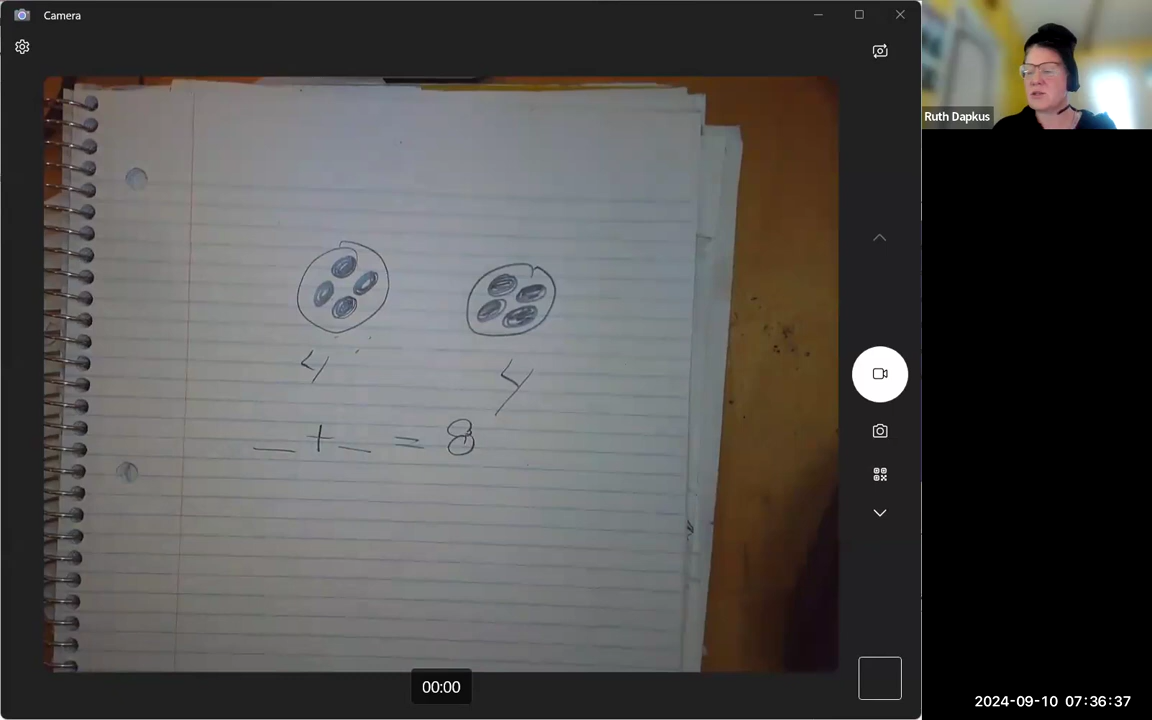 Camera
Ruth Dapkus
4 4
_ + _ = 8
00:00
2024-09-10 07:36:37